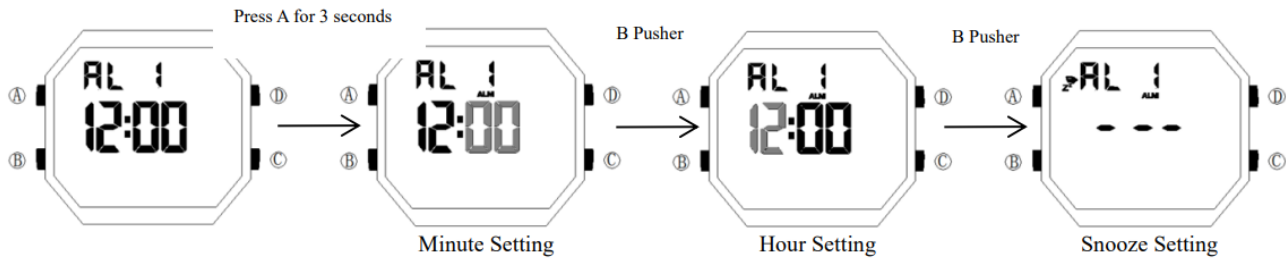 Press A for 3 seconds
B Pusher
B Pusher
AL 1
12:00
Ⓐ
Ⓓ
Ⓑ
Ⓒ
AL 1
ALM
12:00
Ⓐ
Ⓓ
Ⓑ
Ⓒ
Minute Setting
AL 1
ALM
12:00
Ⓐ
Ⓓ
Ⓑ
Ⓒ
Hour Setting
zz AL 1
ALM
- - -
Ⓐ
Ⓓ
Ⓑ
Ⓒ
Snooze Setting